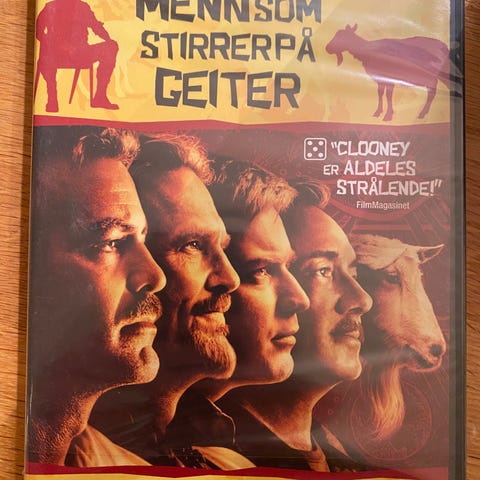 MENN SOM
STIRRER PÅ
GEITER
"CLOONEY
ER ALDELES
STRÅLENDE!"
FilmMagasinet